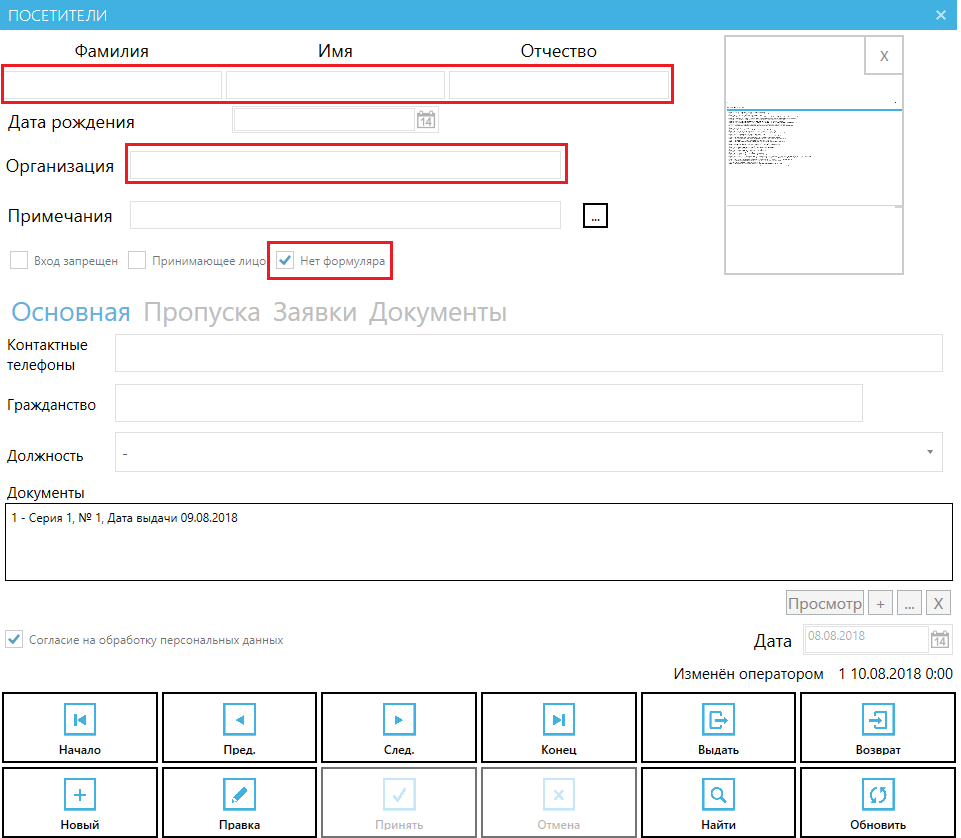 ПОСЕТИТЕЛИ
Фамилия Имя Отчество
X
Дата рождения 14
Организация
Примечания ...
Вход запрещен Принимающее лицо Нет формуляра
Основная Пропуска Заявки Документы
Контактные
телефоны
Гражданство
Должность -
Документы
1 - Серия 1, № 1, Дата выдачи 09.08.2018
Просмотр + ... X
Согласие на обработку персональных данных
Дата 08.08.2018 14
Изменён оператором 1 10.08.2018 0:00
Начало Пред. След. Конец Выдать Возврат
Новый Правка Принять Отмена Найти Обновить